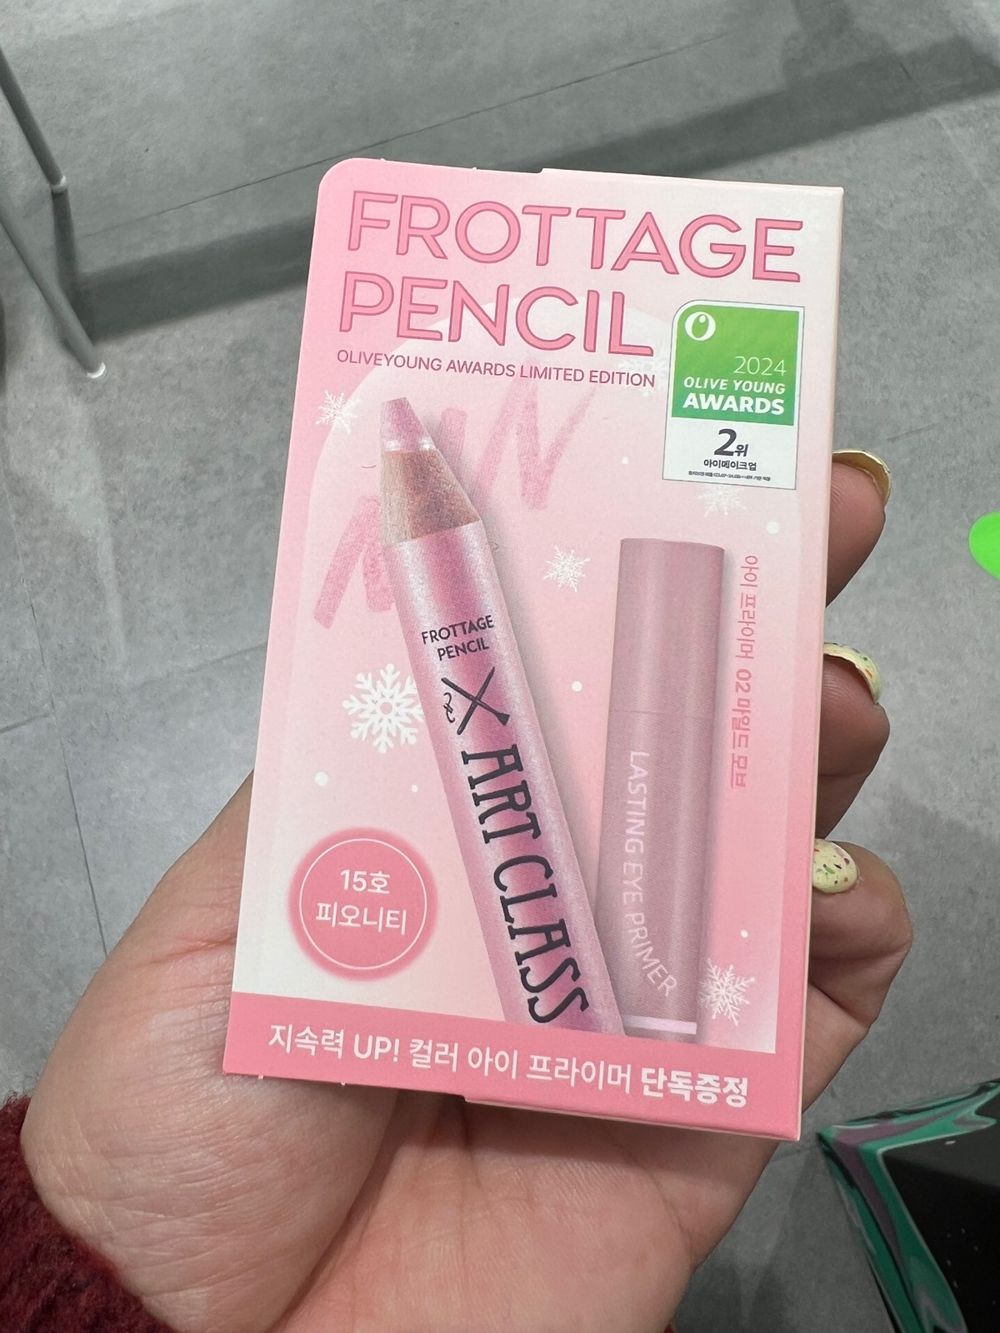 FROTTAGE
PENCIL
OLIVEYOUNG AWARDS LIMITED EDITION
2024
OLIVE YOUNG
AWARDS
2위
아이메이크업
아이 프라이머 02 마일드 모브
FROTTAGE
PENCIL
ART CLASS
LASTING EYE PRIMER
15호
피오니티
지속력 UP! 컬러 아이 프라이머 단독증정